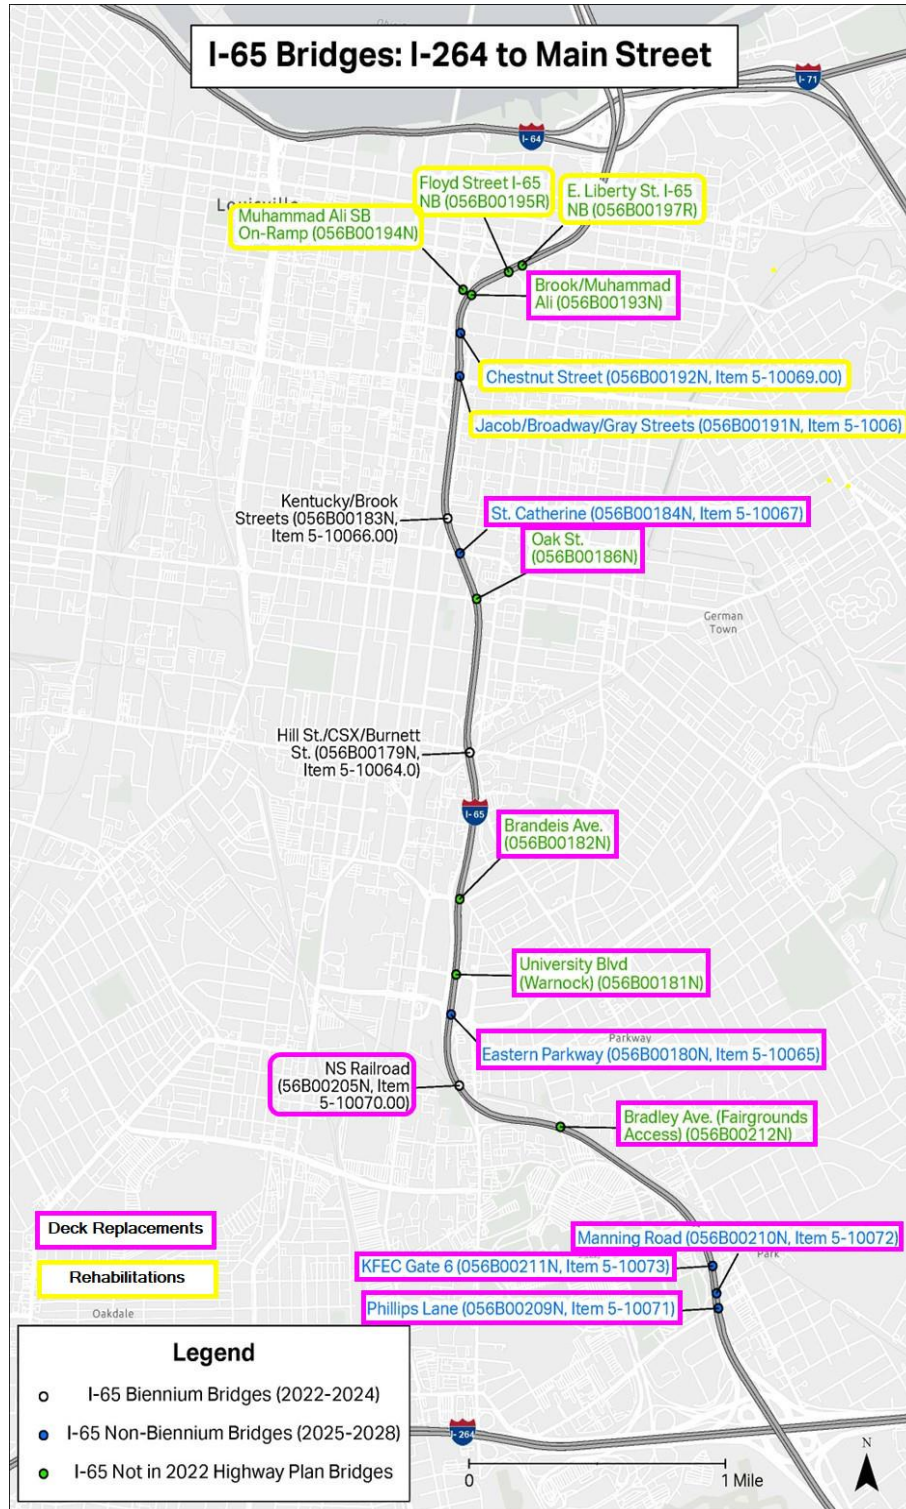 I-65 Bridges: I-264 to Main Street
I-71
I-64
Floyd Street I-65
NB (056B00195R)
E. Liberty St. I-65
NB (056B00197R)
Louisville
Muhammad Ali SB
On-Ramp (056B00194N)
Brook/Muhammad
Ali (056B00193N)
Chestnut Street (056B00192N, Item 5-10069.00)
Jacob/Broadway/Gray Streets (056B00191N, Item 5-1006)
Kentucky/Brook
Streets (056B00183N,
Item 5-10066.00)
St. Catherine (056B00184N, Item 5-10067)
Oak St.
(056B00186N)
German
Town
Hill St./CSX/Burnett
St. (056B00179N,
Item 5-10064.0)
I-65
Brandeis Ave.
(056B00182N)
University Blvd
(Warnock) (056B00181N)
Parkway
Eastern Parkway (056B00180N, Item 5-10065)
NS Railroad
(56B00205N, Item
5-10070.00)
Bradley Ave. (Fairgrounds
Access) (056B00212N)
Deck Replacements
Manning Road (056B00210N, Item 5-10072)
Park
KFEC Gate 6 (056B00211N, Item 5-10073)
Rehabilitations
Phillips Lane (056B00209N, Item 5-10071)
Oakdale
Legend
I-65 Biennium Bridges (2022-2024)
I-65 Non-Biennium Bridges (2025-2028)
I-65 Not in 2022 Highway Plan Bridges
I-264
N
0 1 Mile